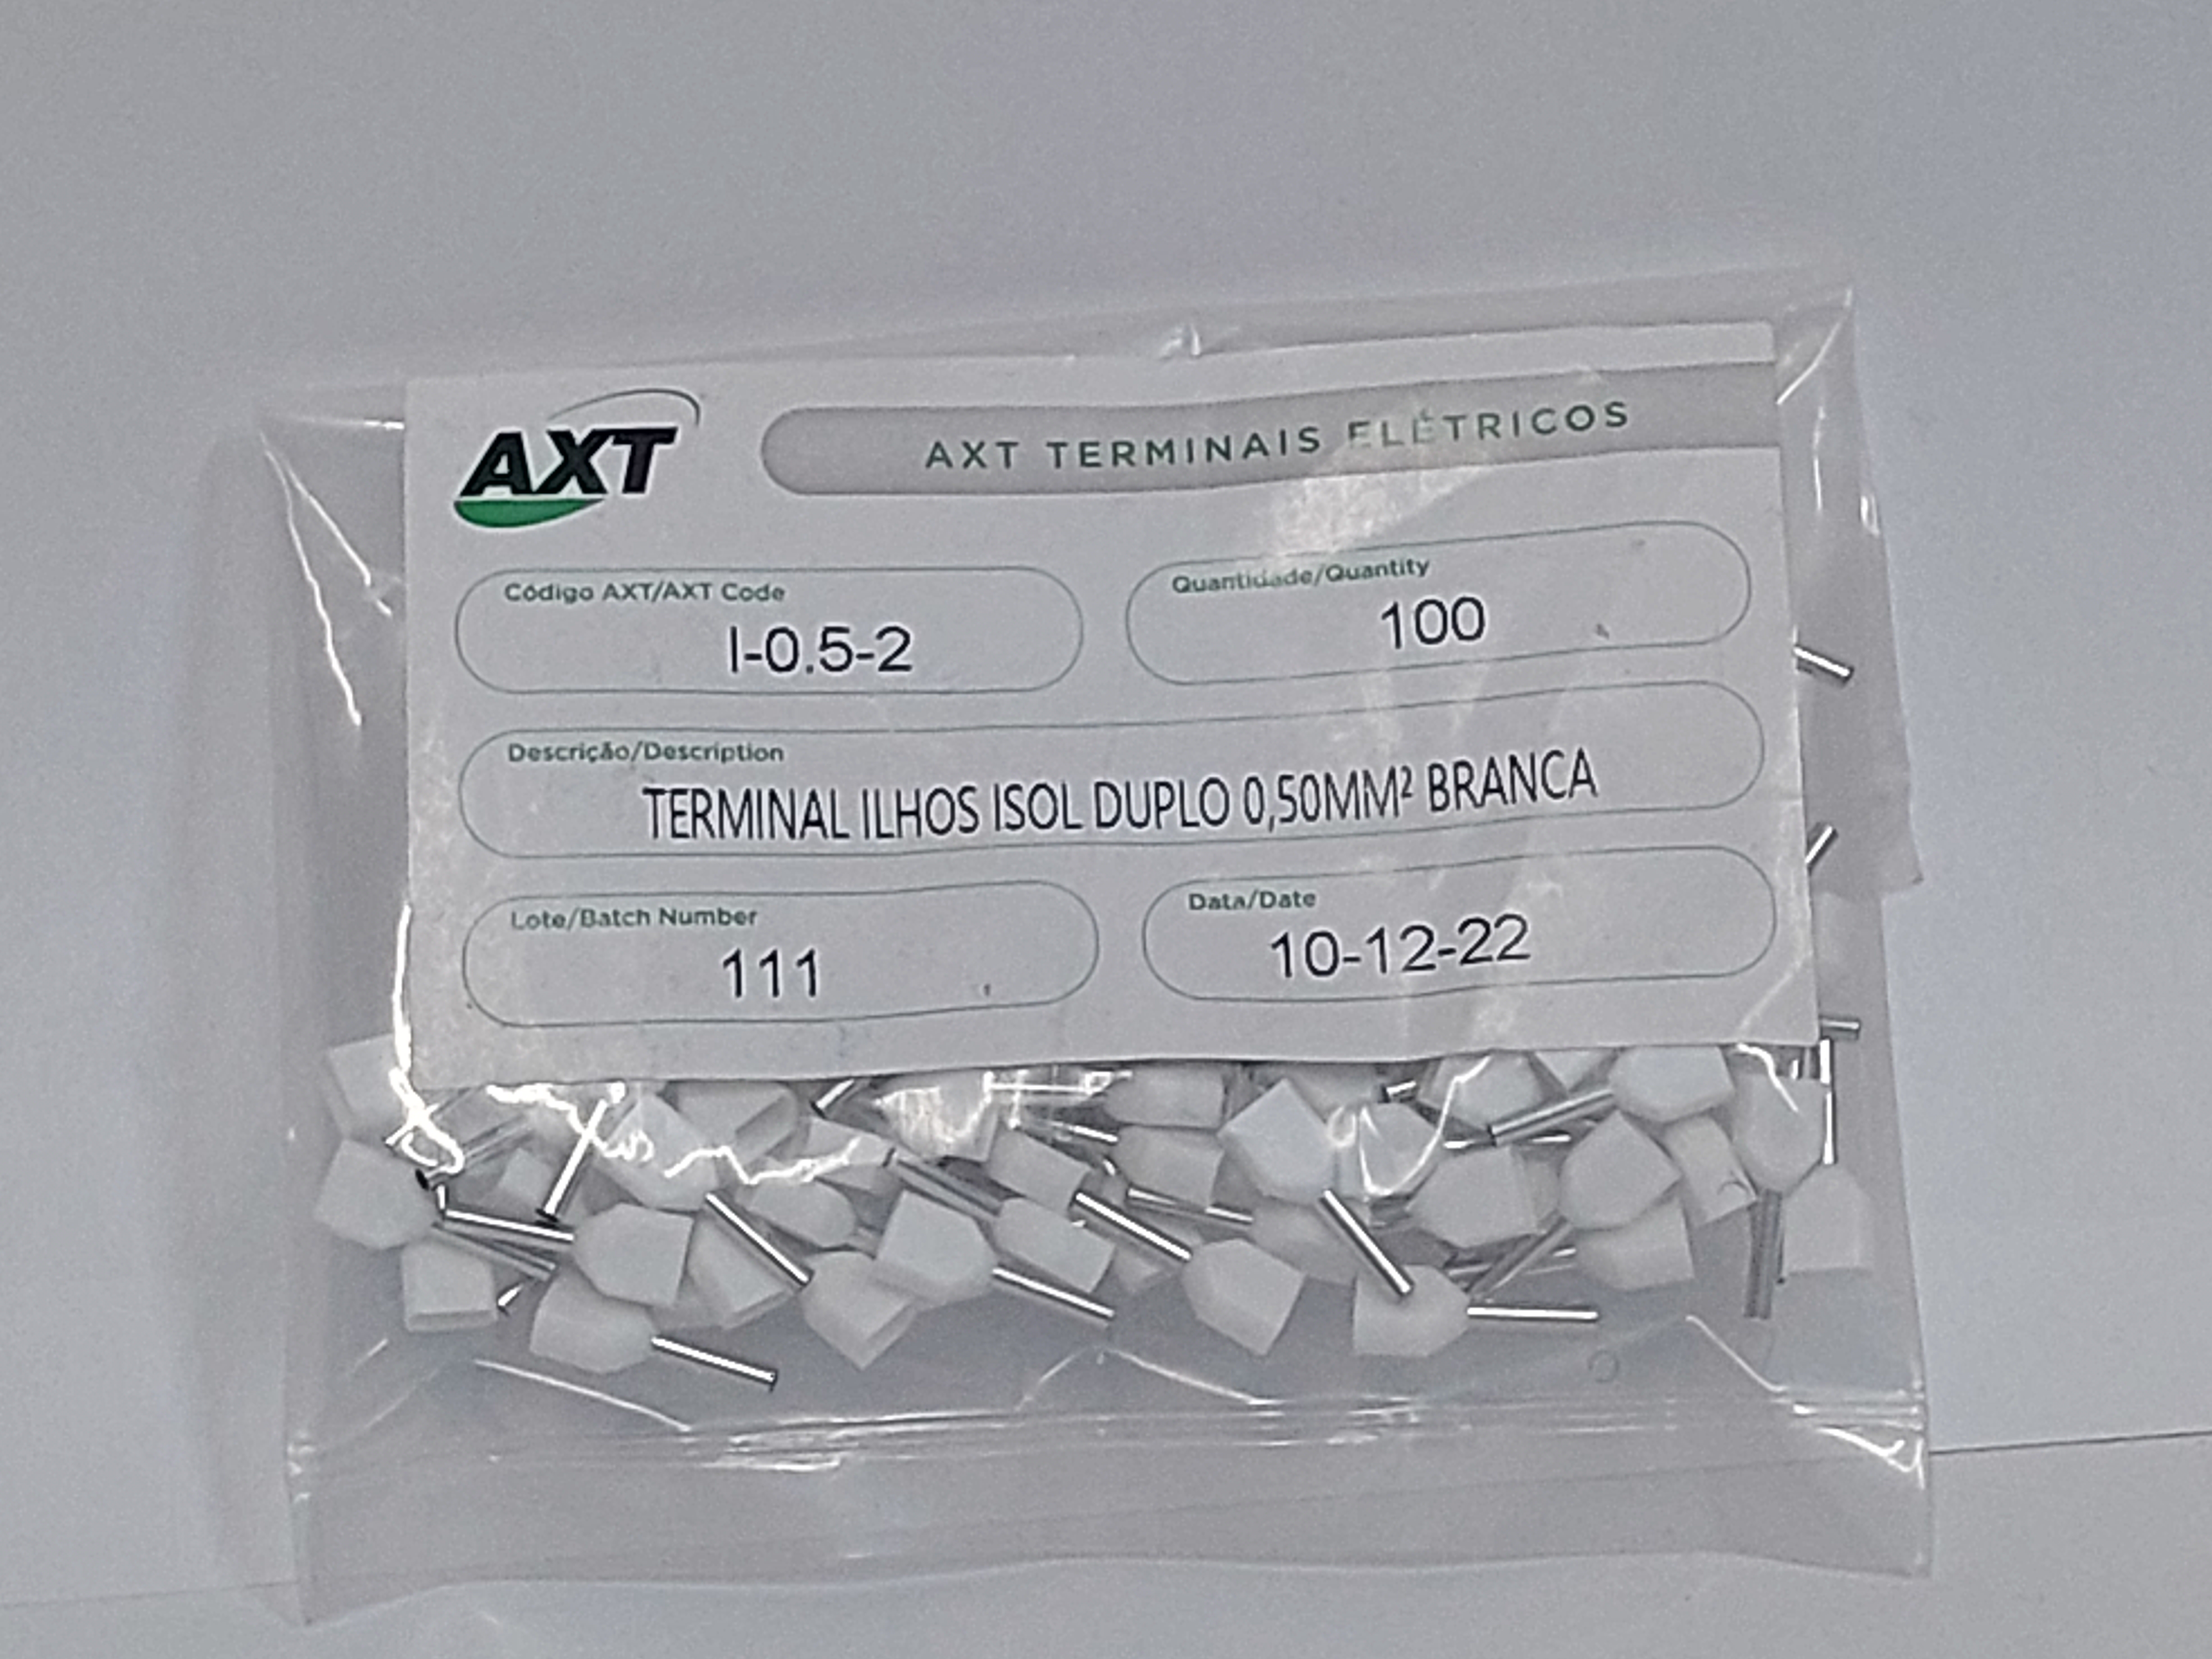 AXT
AXT TERMINAIS ELÉTRICOS
Código AXT/AXT Code
I-0.5-2
Quantidade/Quantity
100
Descrição/Description
TERMINAL ILHOS ISOL DUPLO 0,50MM² BRANCA
Lote/Batch Number
111
Data/Date
10-12-22